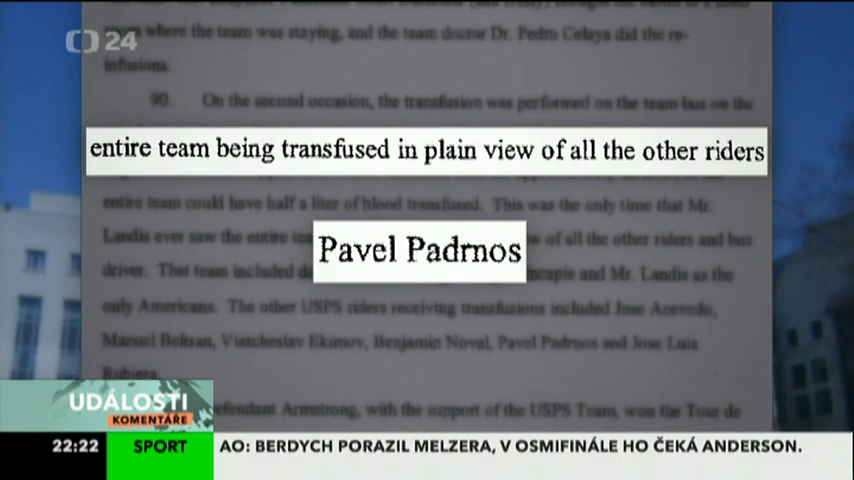 ČT24
room where the team was staying, and the team doctor Dr. Pedro Celaya did the re-
infusions.
90. On the second occasion, the transfusion was performed on the team bus on the
entire team being transfused in plain view of all the other riders
entire team could have half a liter of blood transfused. This was the only time that Mr.
Landis ever saw the entire of all the other riders and bus
Pavel Padrnos
driver. That team included and Mr. Landis as the
only Americans. The other USPS riders receiving transfusions included Jose Acevedo,
Manuel Beltran, Viatcheslav Ekimov, Benjamin Noval, Pavel Padrnos and Jose Luis
Rubiera.
UDÁLOSTI
KOMENTÁŘE
Armstrong, with the support of the USPS Team, won the Tour de
22:22 SPORT AO: BERDYCH PORAZIL MELZERA, V OSMIFINÁLE HO ČEKÁ ANDERSON.